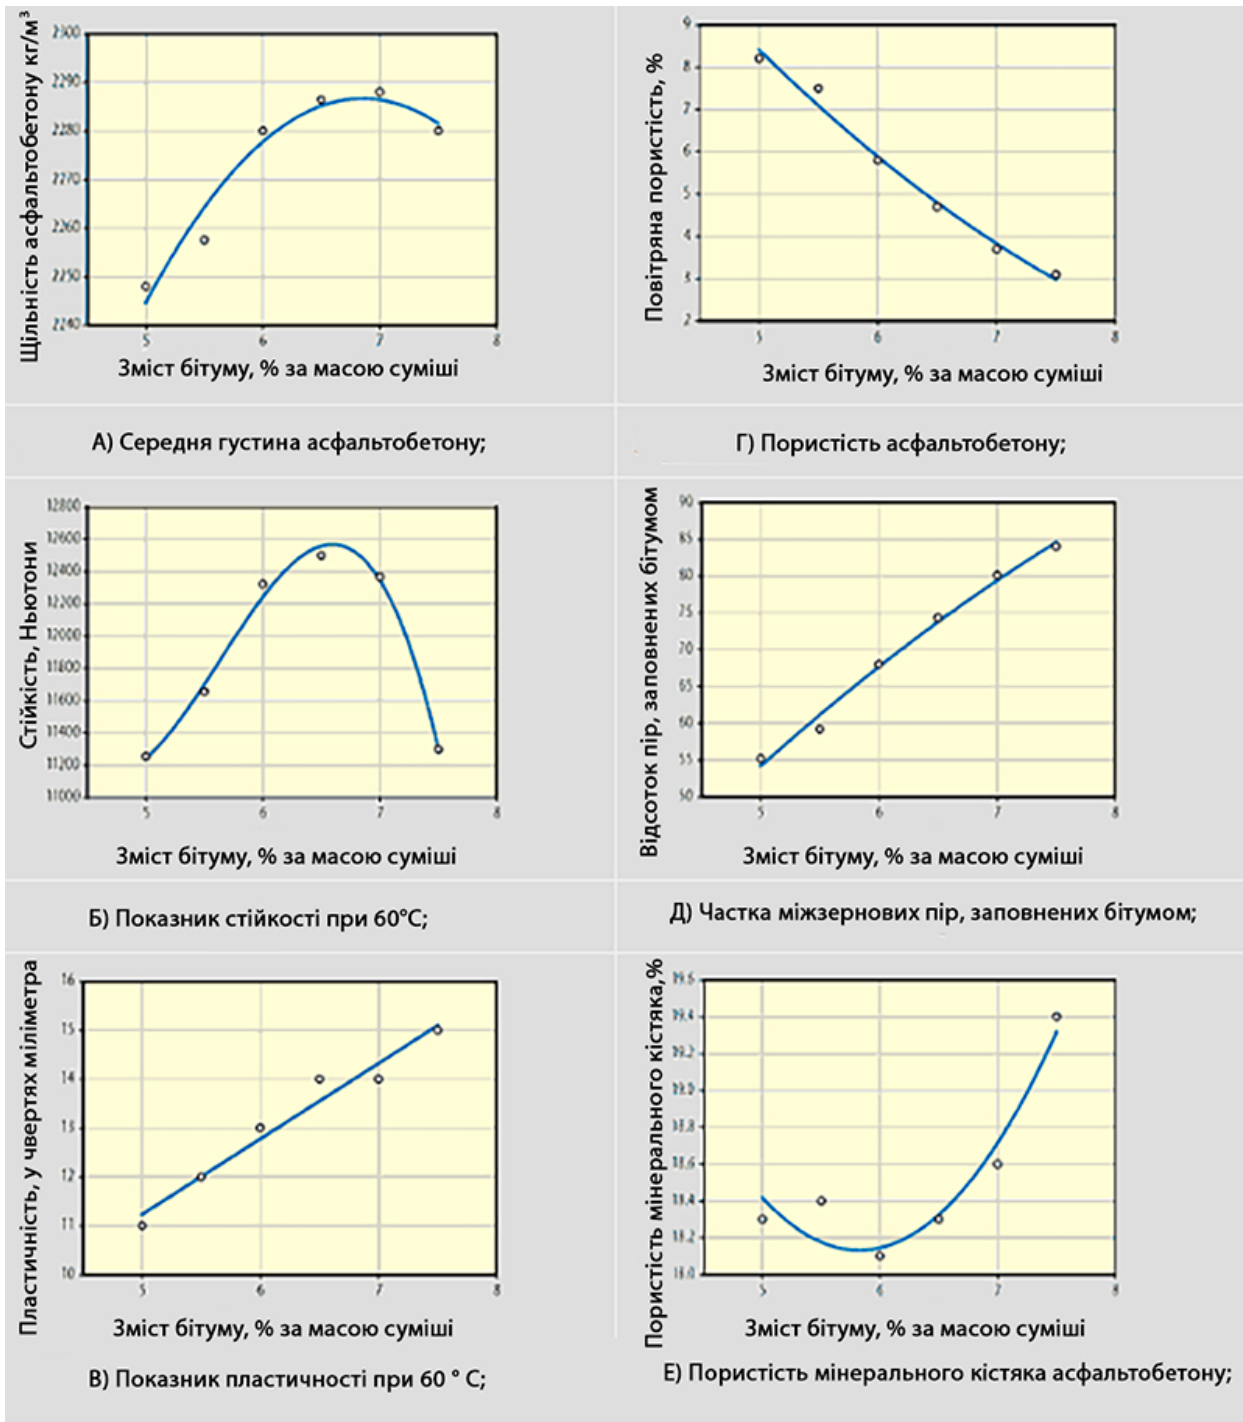 Щільність асфальтобетону кг/м³
2300
2290
2280
2270
2260
2250
2240
5 6 7 8
Зміст бітуму, % за масою суміші
А) Середня густина асфальтобетону;
Повітряна пористість, %
9
8
7
6
5
4
3
2
5 6 7 8
Зміст бітуму, % за масою суміші
Г) Пористість асфальтобетону;
Стійкість, Ньютони
12800
12600
12400
12200
12000
11800
11600
11400
11200
11000
5 6 7 8
Зміст бітуму, % за масою суміші
Б) Показник стійкості при 60°С;
Відсоток пір, заповнених бітумом
90
85
80
75
70
65
60
55
50
5 6 7 8
Зміст бітуму, % за масою суміші
Д) Частка міжзернових пір, заповнених бітумом;
Пластичність, у чвертях міліметра
16
15
14
13
12
11
10
5 6 7 8
Зміст бітуму, % за масою суміші
В) Показник пластичності при 60 ° С;
Пористість мінерального кістяка,%
19.6
19.4
19.2
19.0
18.8
18.6
18.4
18.2
18.0
5 6 7 8
Зміст бітуму, % за масою суміші
Е) Пористість мінерального кістяка асфальтобетону;